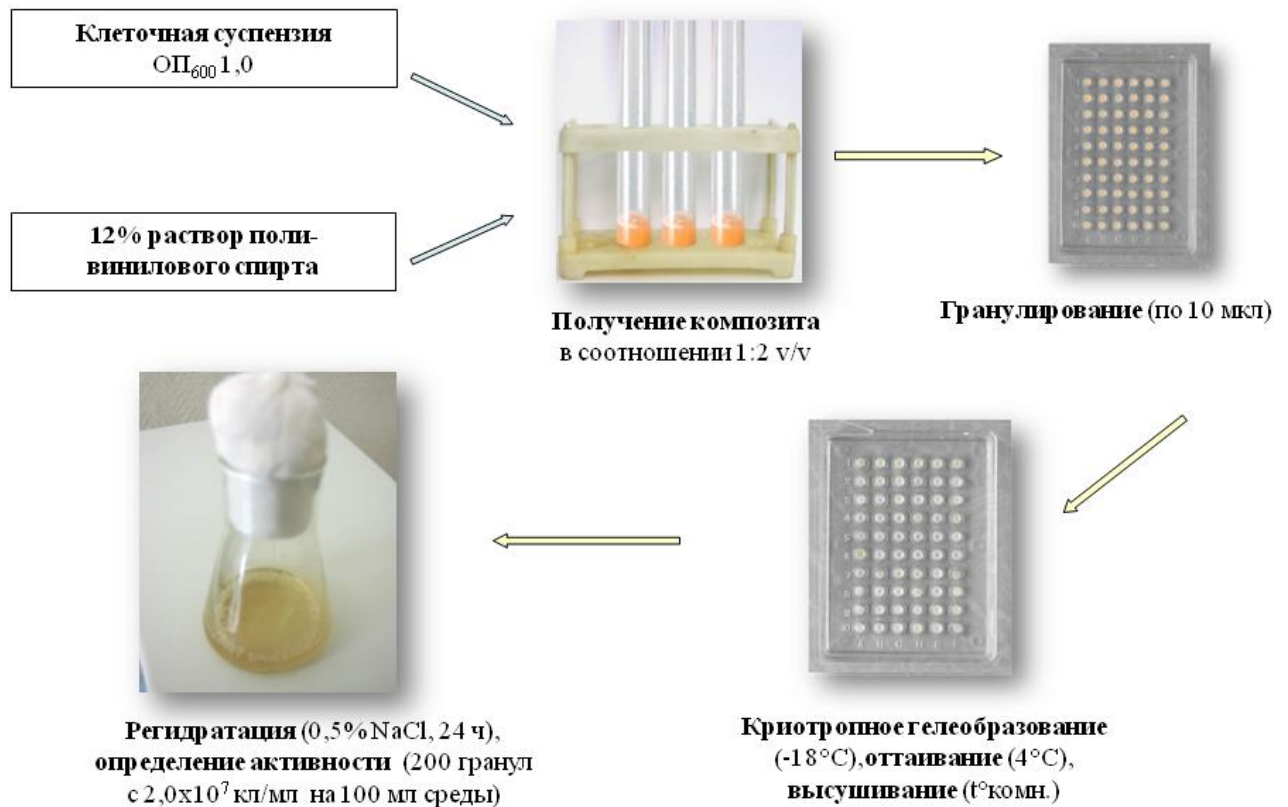 Клеточная суспензия
ОП600 1,0
12% раствор поли-
винилового спирта
Получение композита
в соотношении 1:2 v/v
Гранулирование (по 10 мкл)
Криотропное гелеобразование
(-18°С),оттаивание (4°С),
высушивание (t°комн.)
Регидратация (0,5% NaCl, 24 ч),
определение активности (200 гранул
с 2,0х10⁷ кл/мл на 100 мл среды)